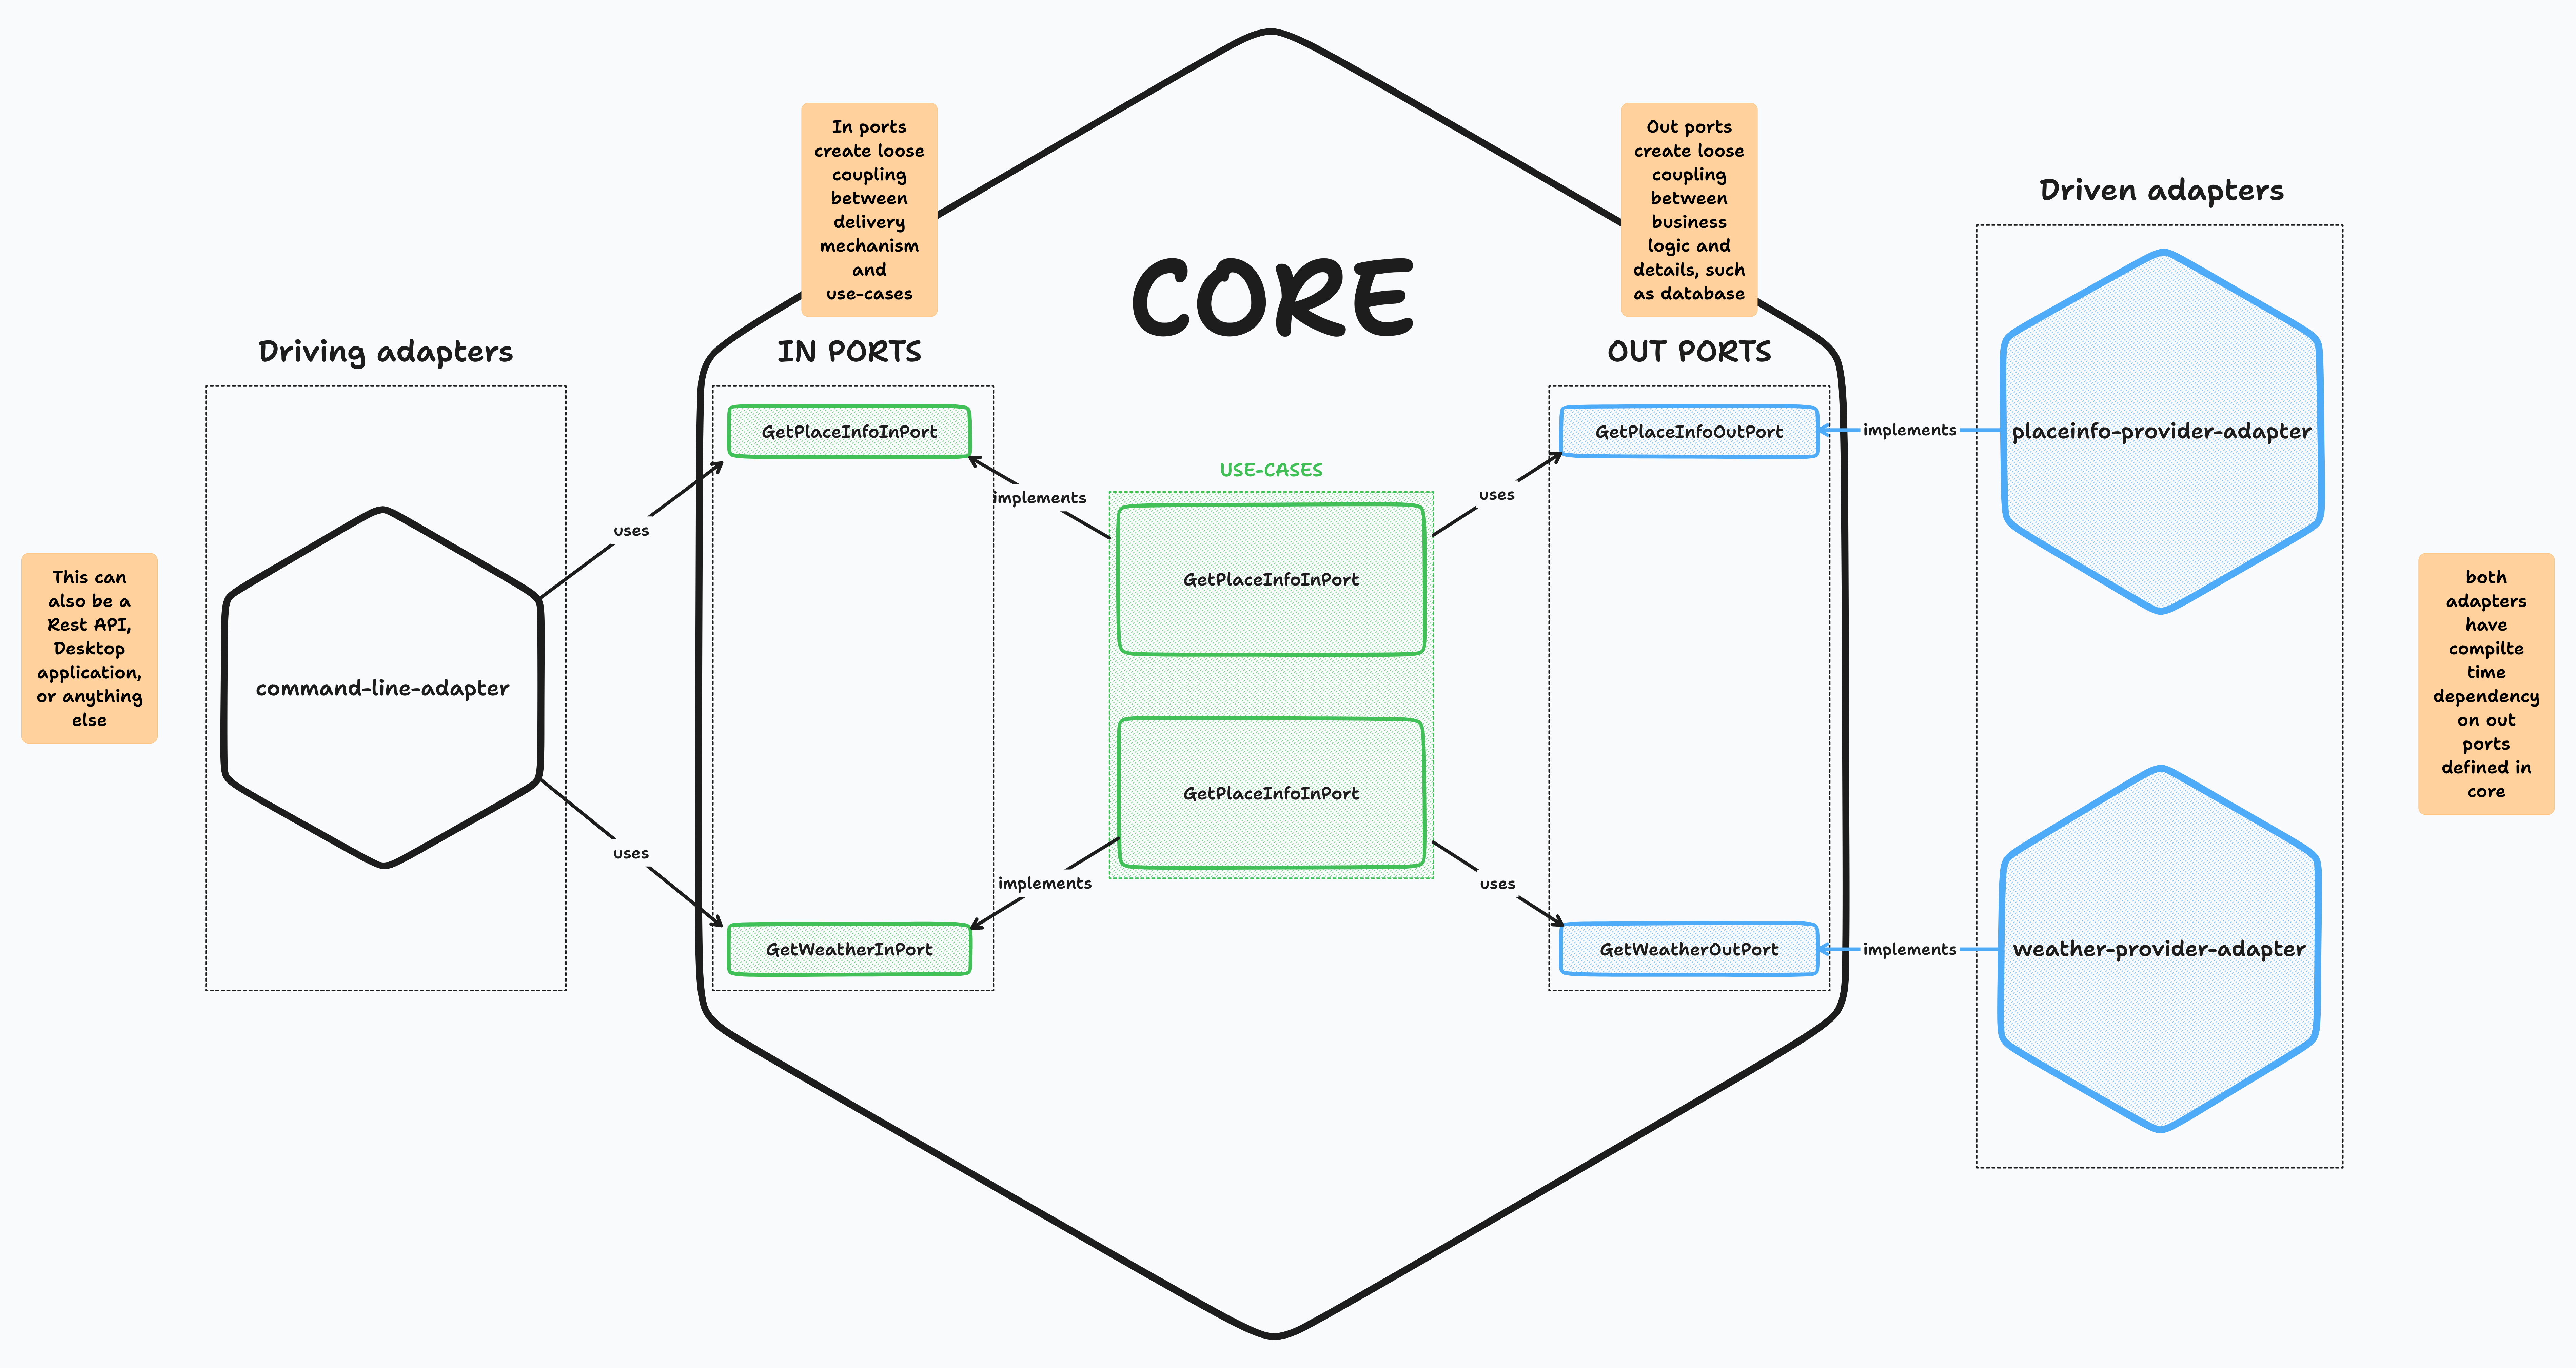 In ports
create loose
coupling
between
delivery
mechanism
and
use-cases
Out ports
create loose
coupling
between
business
logic and
details, such
as database
Driven adapters
CORE
Driving adapters
IN PORTS
OUT PORTS
GetPlaceInfoInPort
GetPlaceInfoOutPort
implements
placeinfo-provider-adapter
USE-CASES
implements
uses
uses
GetPlaceInfoInPort
This can
also be a
Rest API,
Desktop
application,
or anything
else
command-line-adapter
both
adapters
have
compilte
time
dependency
on out
ports
defined in
core
GetPlaceInfoInPort
uses
implements
uses
GetWeatherInPort
GetWeatherOutPort
implements
weather-provider-adapter